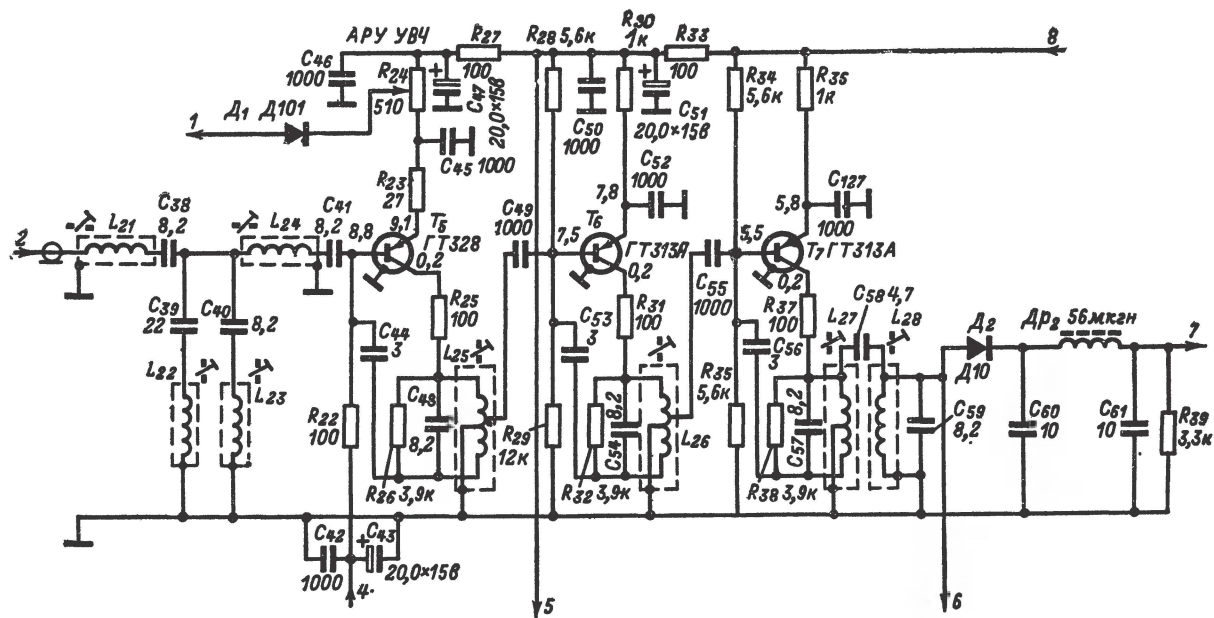 АРУ УВЧ
R27
100
R28 5,6к
R30
1к
R33
100
8
C46
1000
R24
510
C47
20,0×15в
C50
1000
C51
20,0×15в
R34
5,6к
1к
1
Д1 Д101
C45 1000
R23
27
C52
1000
7,8
C127
1000
5,8
2
L21
C38
8,2
L24
C41
8,2
8,8
9,1
Т5
ГТ328
0,2
C49
1000
7,5
Т6
ГТ313А
0,2
C55
1000
5,5
Т7 ГТ313А
0,2
C39
22
C40
8,2
C44
3
R25
100
L25
C53
3
R31
100
C56
3
R37
100
C58 4,7
L27
L28
Д2
Д10
Др2 56мкгн
7
L22
L23
R22
100
8,2
R26 3,9к
12к
R29
8,2
C54
R32 3,9к
L26
R35
5,6к
8,2
C57
R38 3,9к
C59
8,2
C60
10
C61
10
R39
3,3к
C42
1000
C43
20,0×15в
4
5
6